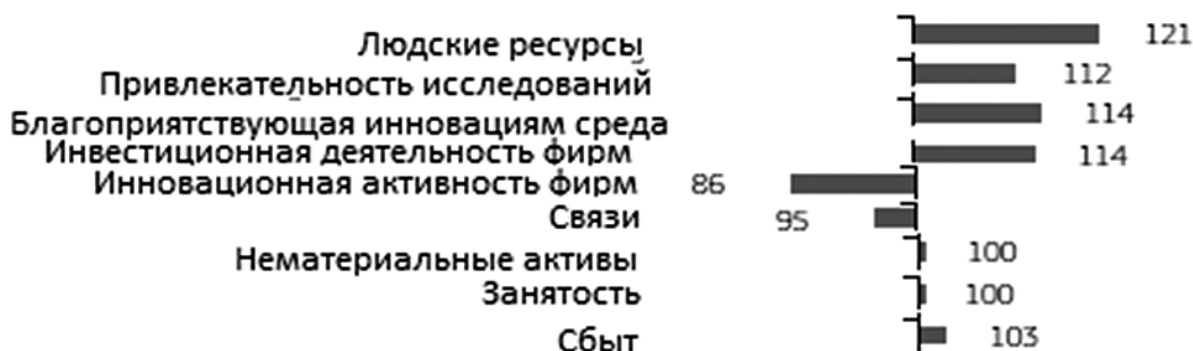 Людские ресурсы 121
Привлекательность исследований 112
Благоприятствующая инновациям среда 114
Инвестиционная деятельность фирм 114
Инновационная активность фирм 86
Связи 95
Нематериальные активы 100
Занятость 100
Сбыт 103